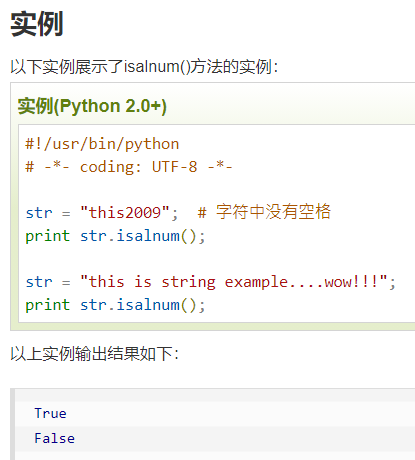 实例
以下实例展示了isalnum()方法的实例：
实例(Python 2.0+)
#!/usr/bin/python
# -*- coding: UTF-8 -*-
str = "this2009";  # 字符中没有空格
print str.isalnum();
str = "this is string example....wow!!!";
print str.isalnum();
以上实例输出结果如下：
True
False